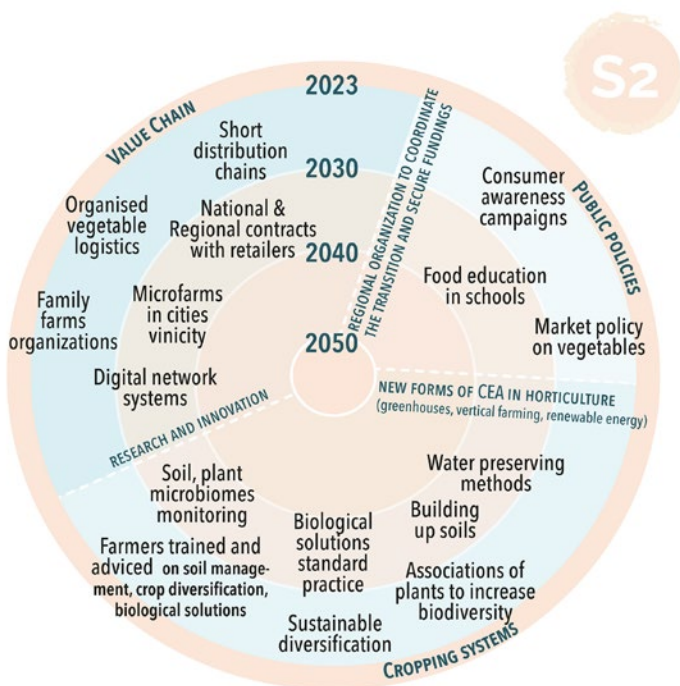 S2
VALUE CHAIN
2023
Short
distribution
chains
2030
Organised
vegetable
logistics
National &
Regional contracts
with retailers
2040
Family
farms
organizations
Microfarms
in cities
vinicity
2050
Digital network
systems
REGIONAL ORGANIZATION TO COORDINATE
THE TRANSITION AND SECURE FUNDINGS
PUBLIC POLICIES
Consumer
awareness
campaigns
Food education
in schools
Market policy
on vegetables
NEW FORMS OF CEA IN HORTICULTURE
(greenhouses, vertical farming, renewable energy)
RESEARCH AND INNOVATION
Soil, plant
microbiomes
monitoring
Water preserving
methods
Building
up soils
Biological
solutions
standard
practice
Farmers trained and
adviced on soil manage-
ment, crop diversification,
biological solutions
Associations of
plants to increase
biodiversity
Sustainable
diversification
CROPPING SYSTEMS